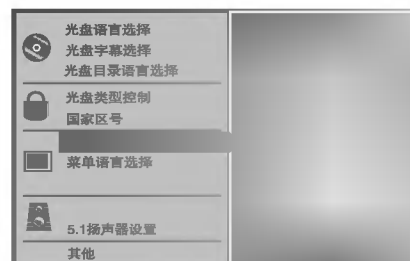 光盘语言选择
光盘字幕选择
光盘目录语言选择
光盘类型控制
国家区号
菜单语言选择
5.1扬声器设置
其他